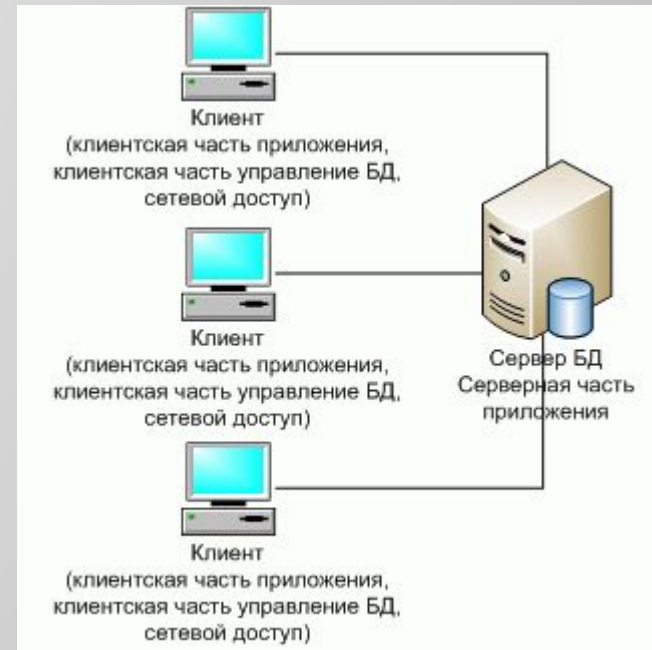 Клиент
(клиентская часть приложения,
клиентская часть управление БД,
сетевой доступ)
Клиент
(клиентская часть приложения,
клиентская часть управление БД,
сетевой доступ)
Сервер БД
Серверная часть
приложения
Клиент
(клиентская часть приложения,
клиентская часть управление БД,
сетевой доступ)